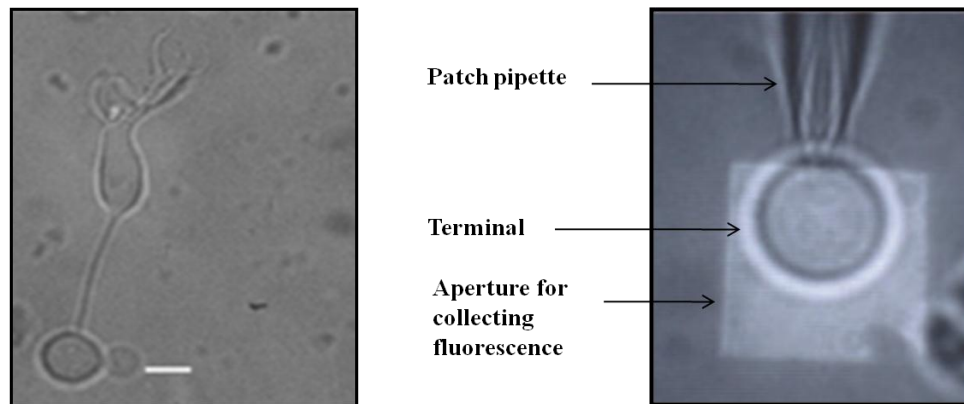 Patch pipette
Terminal
Aperture for
collecting
fluorescence